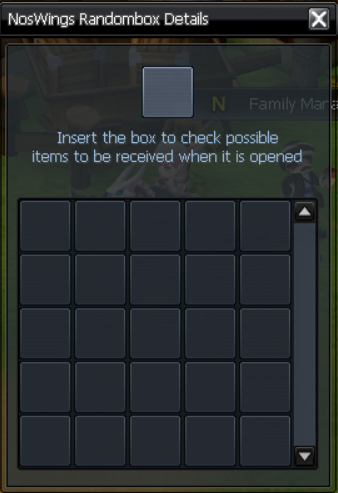 NosWings Randombox Details
N Family Mana
Insert the box to check possible
items to be received when it is opened